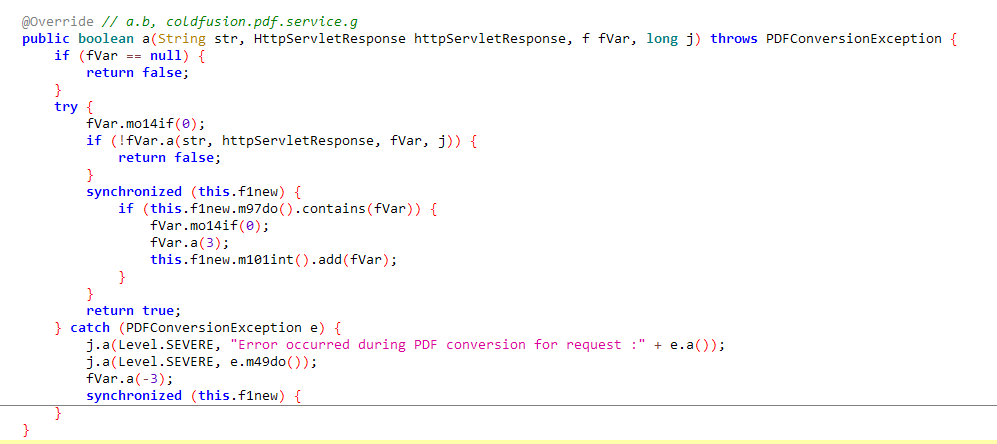 @Override // a.b, coldfusion.pdf.service.g
public boolean a(String str, HttpServletResponse httpServletResponse, f fVar, long j) throws PDFConversionException {
    if (fVar == null) {
        return false;
    }
    try {
        fVar.mo14if(0);
        if (!fVar.a(str, httpServletResponse, fVar, j)) {
            return false;
        }
        synchronized (this.f1new) {
            if (this.f1new.m97do().contains(fVar)) {
                fVar.mo14if(0);
                fVar.a(3);
                this.f1new.m101int().add(fVar);
            }
        }
        return true;
    } catch (PDFConversionException e) {
        j.a(Level.SEVERE, "Error occurred during PDF conversion for request :" + e.a());
        j.a(Level.SEVERE, e.m49do());
        fVar.a(-3);
        synchronized (this.f1new) {
    }
}